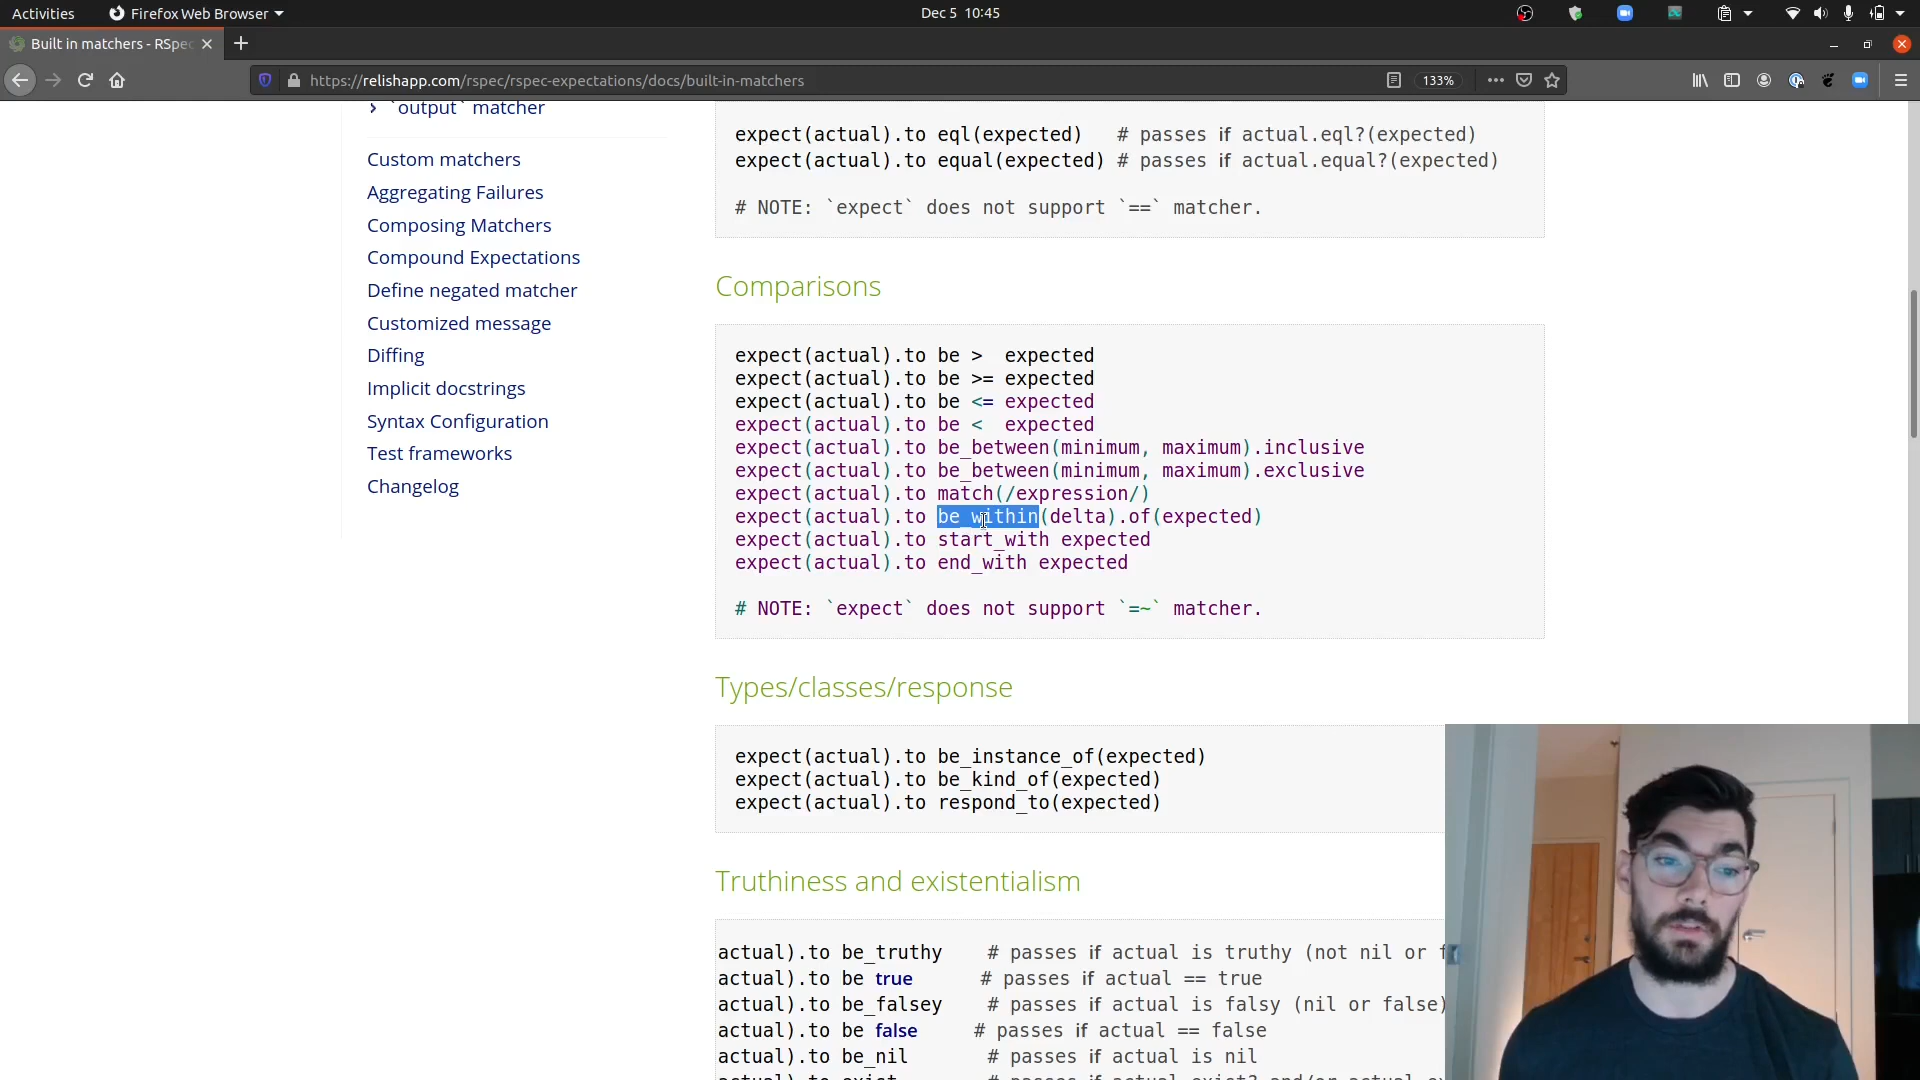 Activities
Firefox Web Browser
Dec 5 10:45
Built in matchers - RSpec
https://relishapp.com/rspec/rspec-expectations/docs/built-in-matchers
133%
`output` matcher
Custom matchers
Aggregating Failures
Composing Matchers
Compound Expectations
Define negated matcher
Customized message
Diffing
Implicit docstrings
Syntax Configuration
Test frameworks
Changelog
expect(actual).to eql(expected)   # passes if actual.eql?(expected)
expect(actual).to equal(expected) # passes if actual.equal?(expected)
# NOTE: `expect` does not support `==` matcher.
Comparisons
expect(actual).to be >  expected
expect(actual).to be >= expected
expect(actual).to be <= expected
expect(actual).to be <  expected
expect(actual).to be_between(minimum, maximum).inclusive
expect(actual).to be_between(minimum, maximum).exclusive
expect(actual).to match(/expression/)
expect(actual).to be_within(delta).of(expected)
expect(actual).to start_with expected
expect(actual).to end_with expected
# NOTE: `expect` does not support `=~` matcher.
Types/classes/response
expect(actual).to be_instance_of(expected)
expect(actual).to be_kind_of(expected)
expect(actual).to respond_to(expected)
Truthiness and existentialism
actual).to be_truthy    # passes if actual is truthy (not nil or f
actual).to be true      # passes if actual == true
actual).to be_falsey    # passes if actual is falsy (nil or false)
actual).to be false     # passes if actual == false
actual).to be_nil       # passes if actual is nil